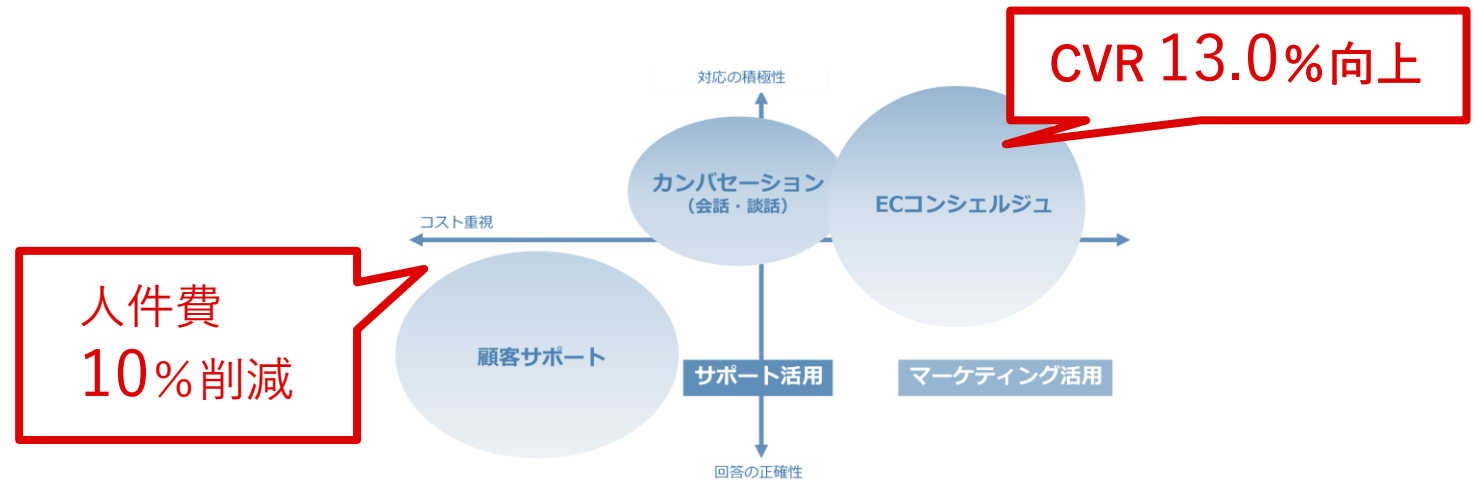 CVR 13.0%向上
対応の積極性
カンバセーション
(会話・談話)
ECコンシェルジュ
コスト重視
人件費
10%削減
顧客サポート
サポート活用
マーケティング活用
回答の正確性